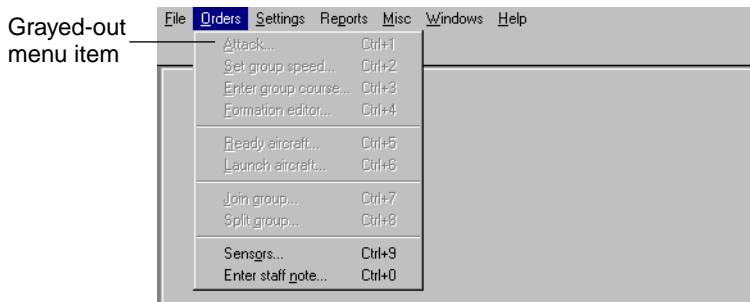 Grayed-out
menu item
File Orders Settings Reports Misc Windows Help
Attack... Ctrl+1
Set group speed... Ctrl+2
Enter group course... Ctrl+3
Formation editor... Ctrl+4
Ready aircraft... Ctrl+5
Launch aircraft... Ctrl+6
Join group... Ctrl+7
Split group... Ctrl+8
Sensors... Ctrl+9
Enter staff note... Ctrl+0